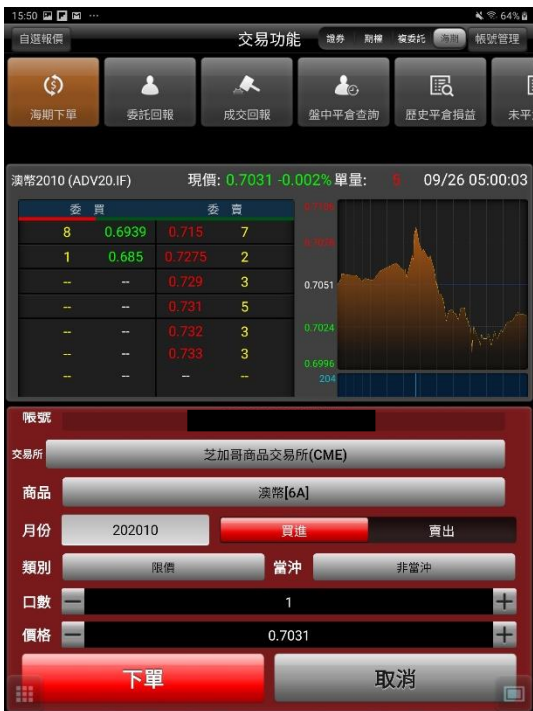 15:50 64%
自選報價 交易功能 證券 期權 複委託 海期 帳號管理
海期下單 委託回報 成交回報 盤中平倉查詢 歷史平倉損益 未平
澳幣2010 (ADV20.IF) 現價: 0.7031 -0.002% 單量: 5 09/26 05:00:03
委 買 委 賣
8 0.6939 0.715 7
1 0.685 0.7275 2
-- -- 0.729 3
-- -- 0.731 5
-- -- 0.732 3
-- -- 0.733 3
-- -- -- --
0.7051
0.7024
0.6996
204
帳號
交易所 芝加哥商品交易所(CME)
商品 澳幣[6A]
月份 202010 買進 賣出
類別 限價 當沖 非當沖
口數 − 1 +
價格 − 0.7031 +
下單 取消